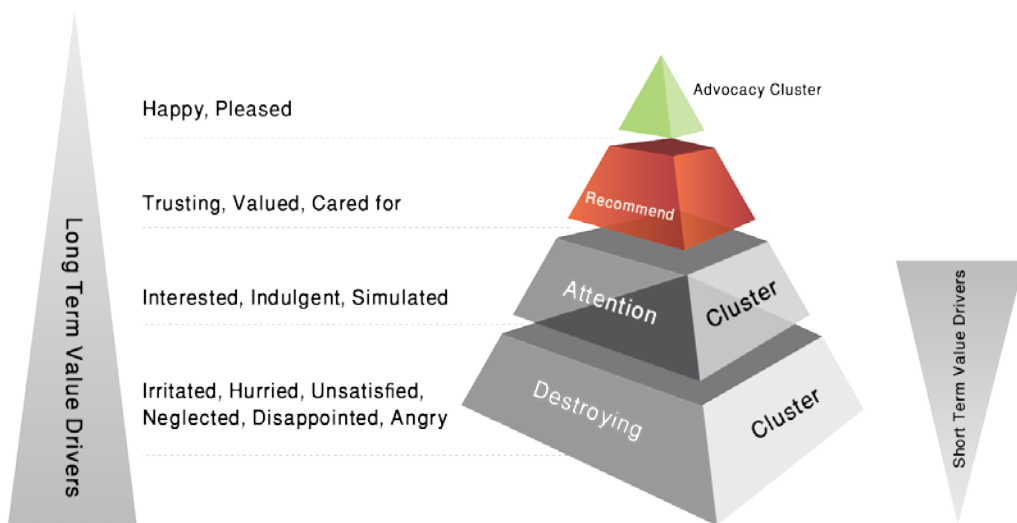 Advocacy Cluster
Happy, Pleased
Recommend
Trusting, Valued, Cared for
Long Term Value Drivers
Attention
Cluster
Interested, Indulgent, Simulated
Short Term Value Drivers
Irritated, Hurried, Unsatisfied,
Neglected, Disappointed, Angry
Destroying
Cluster